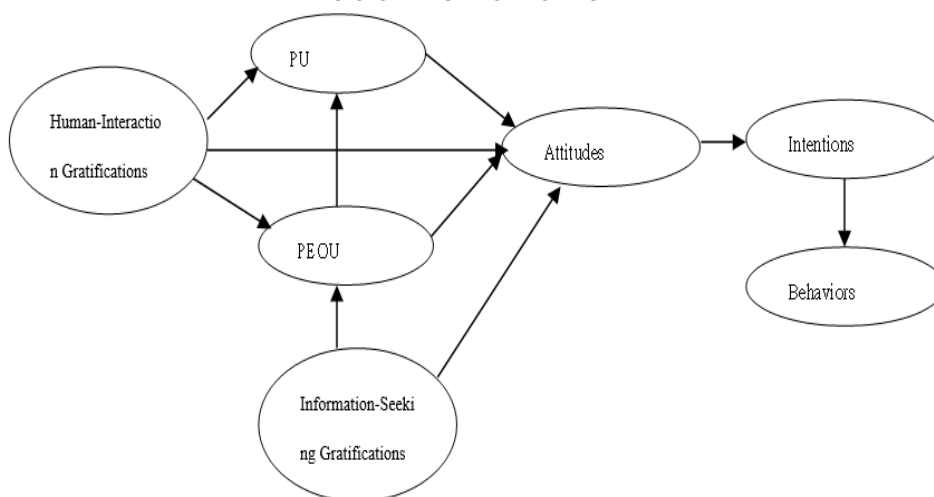 PU
Human-Interactio
n Gratifications
Attitudes
Intentions
PEOU
Behaviors
Information-Seeki
ng Gratifications